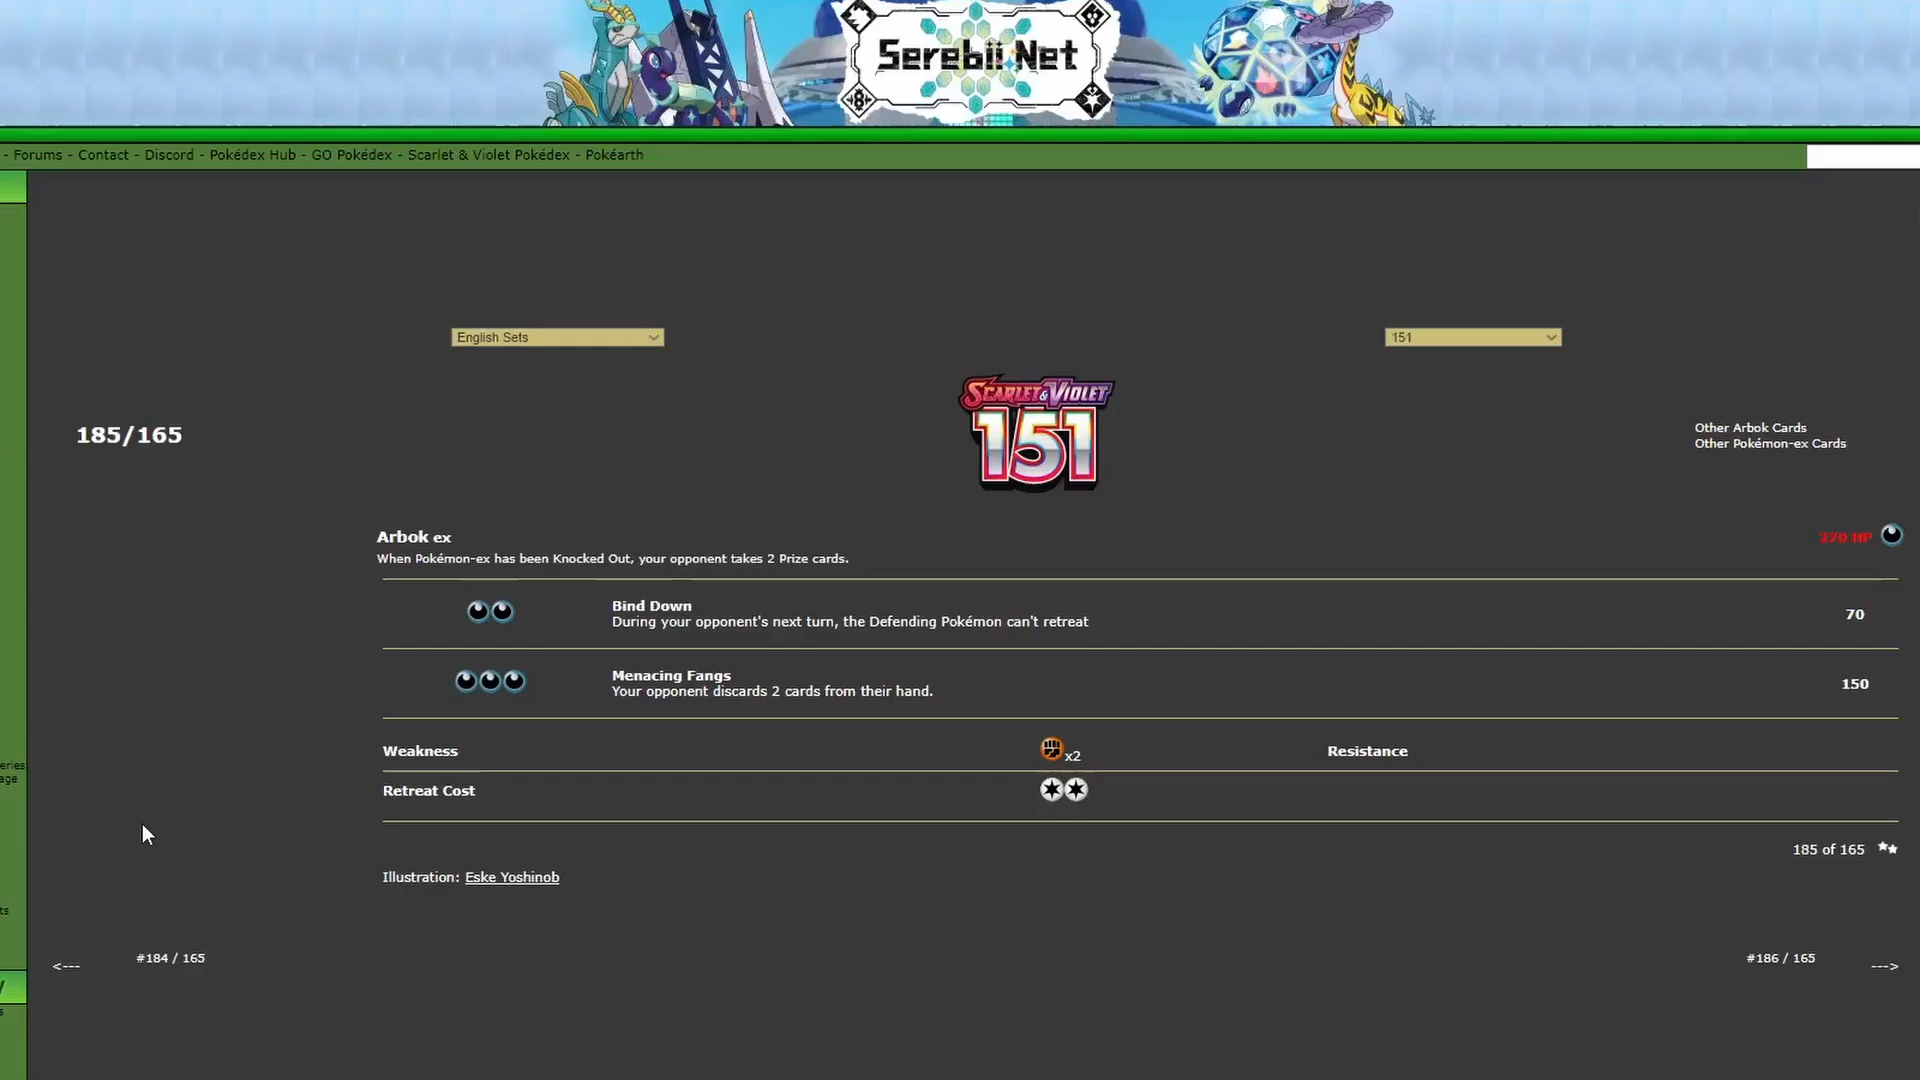 Serebii.Net
- Forums - Contact - Discord - Pokédex Hub - GO Pokédex - Scarlet & Violet Pokédex - Pokéarth
English Sets
151
SCARLET & VIOLET
151
185/165
Other Arbok Cards
Other Pokémon-ex Cards
Arbok ex
270 HP
When Pokémon-ex has been Knocked Out, your opponent takes 2 Prize cards.
Bind Down
During your opponent's next turn, the Defending Pokémon can't retreat
70
Menacing Fangs
Your opponent discards 2 cards from their hand.
150
Weakness
x2
Resistance
Retreat Cost
185 of 165
Illustration: Eske Yoshinob
<---
#184 / 165
#186 / 165
--->